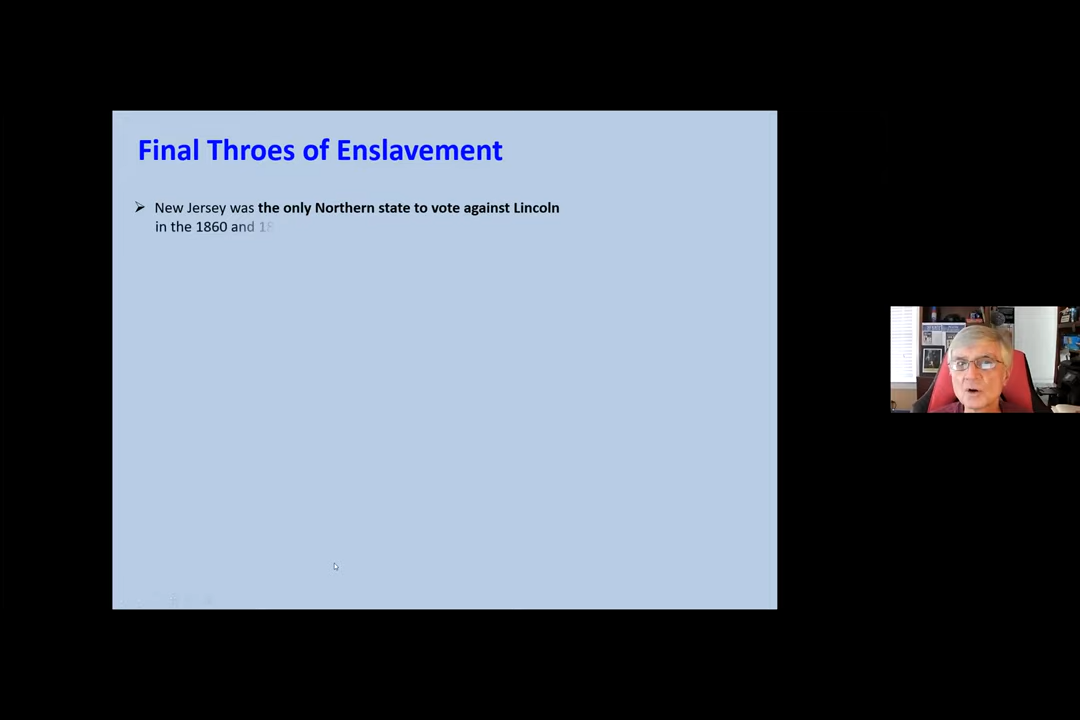 Final Throes of Enslavement
New Jersey was the only Northern state to vote against Lincoln
in the 1860 and 18